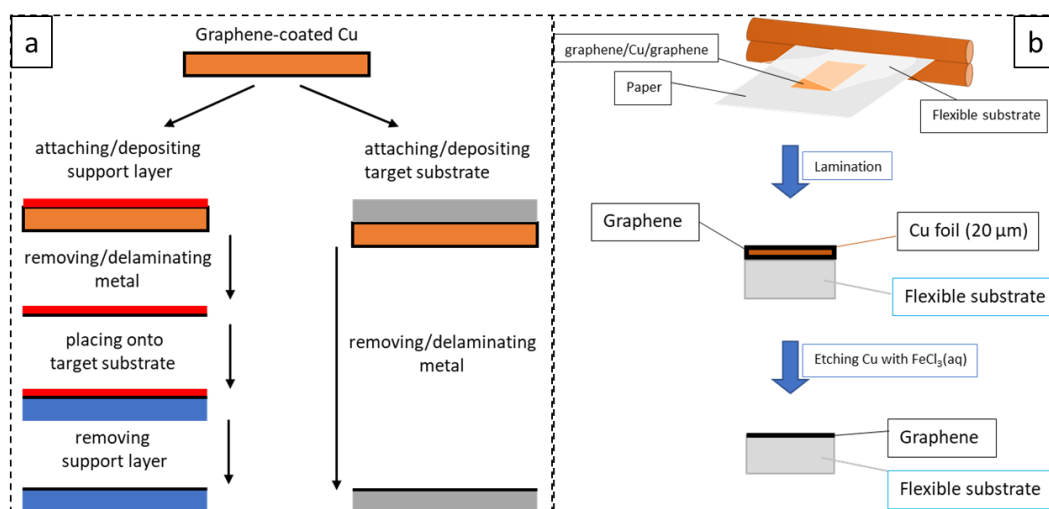 a
Graphene-coated Cu
attaching/depositing
support layer
attaching/depositing
target substrate
removing/delaminating
metal
placing onto
target substrate
removing/delaminating
metal
removing
support layer
b
graphene/Cu/graphene
Paper
Flexible substrate
Lamination
Graphene
Cu foil (20 µm)
Flexible substrate
Etching Cu with FeCl₃(aq)
Graphene
Flexible substrate